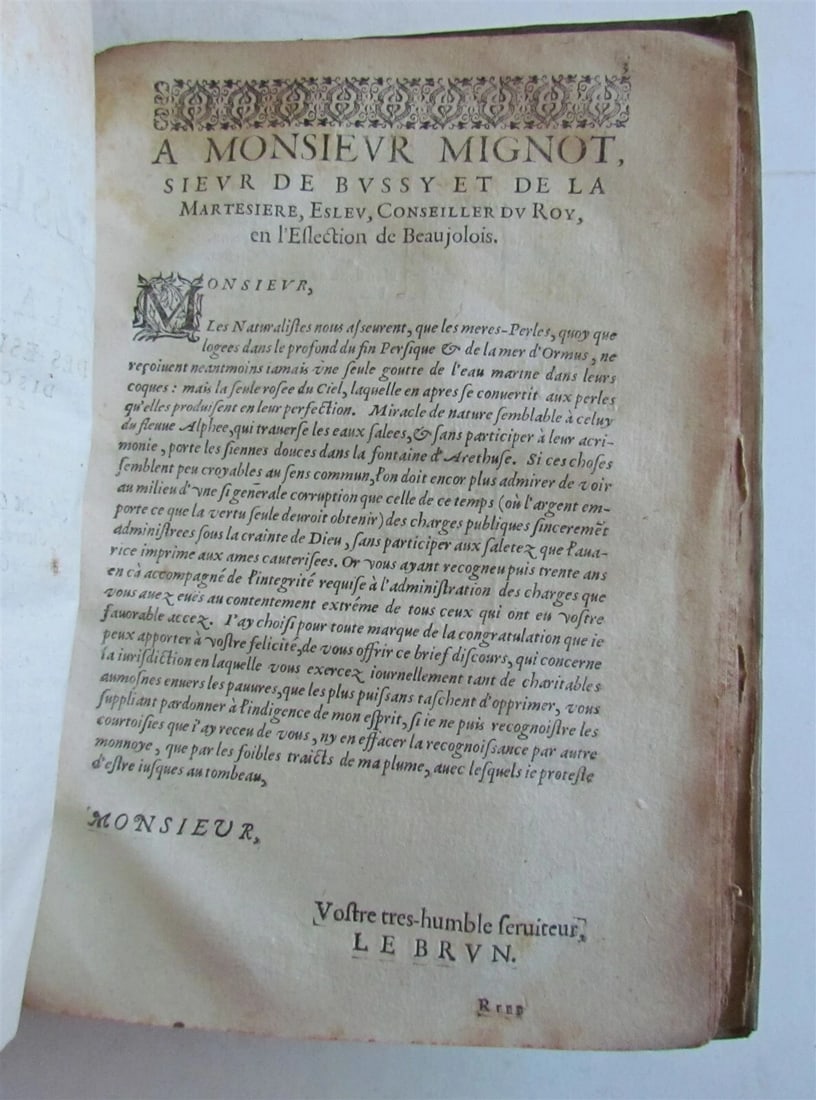 A MONSIEVR MIGNOT,
SIEVR DE BVSSY ET DE LA
MARTESIERE, ESLEV, CONSEILLER DV ROY,
en l'Eſlection de Beaujolois.
MONSIEVR,
Les Naturaliſtes nous aſseurent, que les meres-Perles, quoy que
logees dans le profond du ſin Perſique & de la mer d'Ormus, ne
reçoiuent neantmoins iamais vne ſeule goutte de l'eau marine dans leurs
coques : mais la ſeule roſee du Ciel, laquelle en apres ſe conuertit aux perles
qu'elles produiſent en leur perfection. Miracle de nature ſemblable à celuy
du fleuue Alphee, qui trauerſe les eaux ſalees, & ſans participer à leur acri-
monie, porte les ſiennes douces dans la fontaine d'Arethuſe. Si ces choſes
ſemblent peu croyables au ſens commun, l'on doit encor plus admirer de voir
au milieu d'vne ſi generale corruption que celle de ce temps (où l'argent em-
porte ce que la vertu ſeule deuroit obtenir) des charges publiques ſinceremẽt
adminiſtrees ſous la crainte de Dieu, ſans participer aux ſaletez que l'aua-
rice imprime aux ames cauteriſees. Or vous ayant recogneu puis trente ans
en çà accompagné de l'integrité requiſe à l'adminiſtration des charges que
vous auez eües au contentement extréme de tous ceux qui ont eu voſtre
fauorable accez. I'ay choiſi pour toute marque de la congratulation que ie
peux apporter à voſtre felicité, de vous offrir ce brief diſcours, qui concerne
la iuriſdiction en laquelle vous exercez iournellement tant de charitables
aumoſnes enuers les pauures, que les plus puiſſans taſchent d'opprimer, vous
ſuppliant pardonner à l'indigence de mon eſprit, ſi ie ne puis recognoiſtre les
courtoiſies que i'ay receu de vous, ny en effacer la recognoiſsance par autre
monnoye, que par les foibles traicts de ma plume, auec leſquels ie proteſte
d'eſtre iuſques au tombeau,
MONSIEUR,
Voſtre tres-humble ſeruiteur,
LE BRVN.